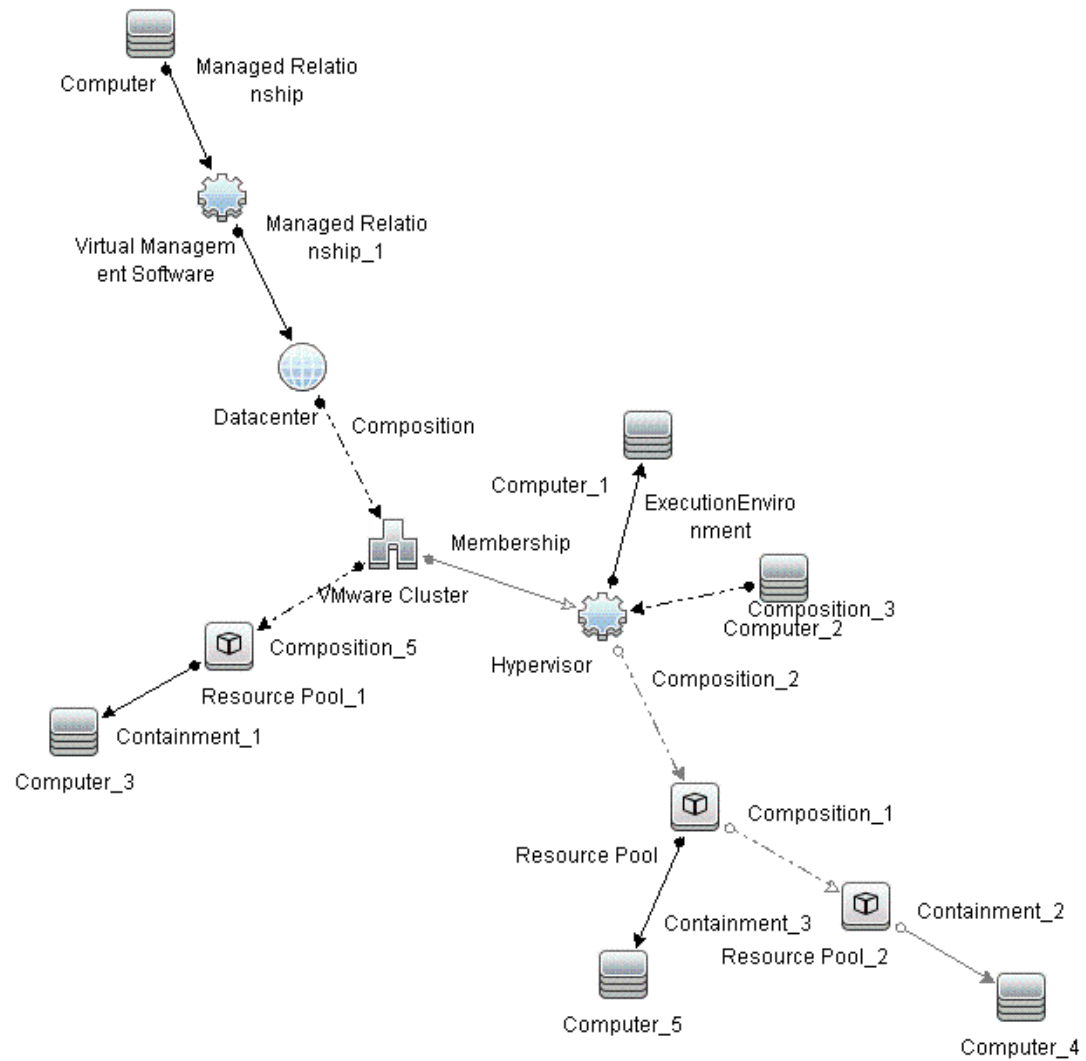 Computer
Managed Relatio
nship
Virtual Managem
ent Software
Managed Relatio
nship_1
Datacenter
Composition
Computer_1
ExecutionEnviro
nment
Membership
VMware Cluster
Composition_3
Computer_2
Composition_5
Hypervisor
Composition_2
Resource Pool_1
Containment_1
Computer_3
Composition_1
Resource Pool
Containment_2
Containment_3
Resource Pool_2
Computer_5
Computer_4